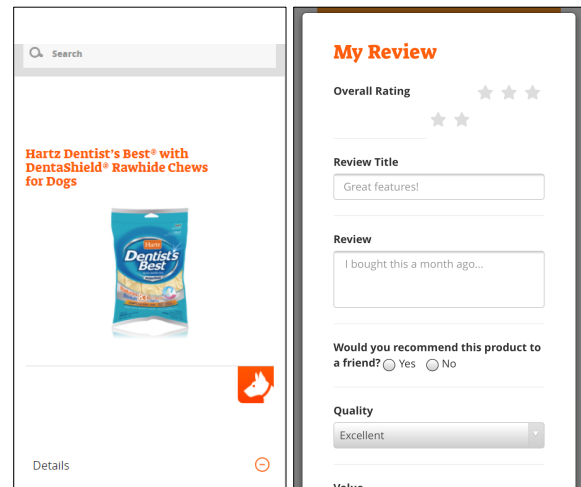 Search
Hartz Dentist's Best® with
DentaShield® Rawhide Chews
for Dogs
Hartz
Dentist's
Best
Details
My Review
Overall Rating
Review Title
Great features!
Review
I bought this a month ago...
Would you recommend this product to
a friend? Yes No
Quality
Excellent
Value